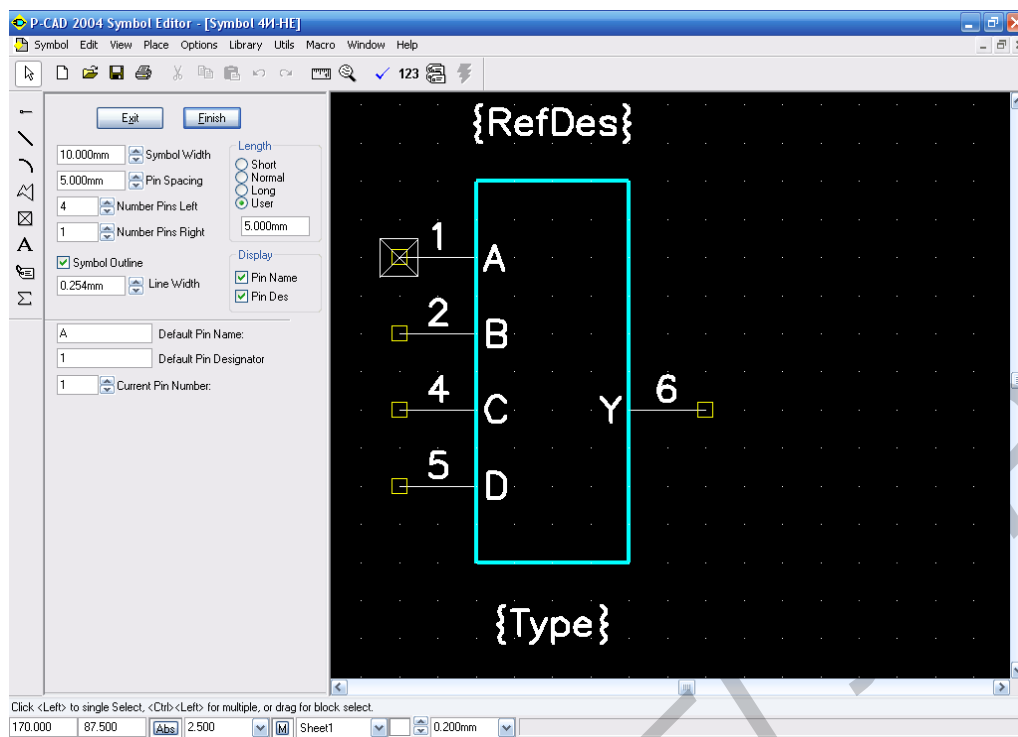 P-CAD 2004 Symbol Editor - [Symbol 4И-НЕ]
Symbol Edit View Place Options Library Utils Macro Window Help
123
Exit Finish
10.000mm Symbol Width
5.000mm Pin Spacing
4 Number Pins Left
1 Number Pins Right
Symbol Outline
0.254mm Line Width
Length
Short
Normal
Long
User
5.000mm
Display
Pin Name
Pin Des
A Default Pin Name:
1 Default Pin Designator
1 Current Pin Number:
{RefDes}
1
A
2
B
4
C
Y
6
5
D
{Type}
Click <Left> to single Select, <Ctrl><Left> for multiple, or drag for block select.
170.000 87.500 Abs 2.500 M Sheet1 0.200mm